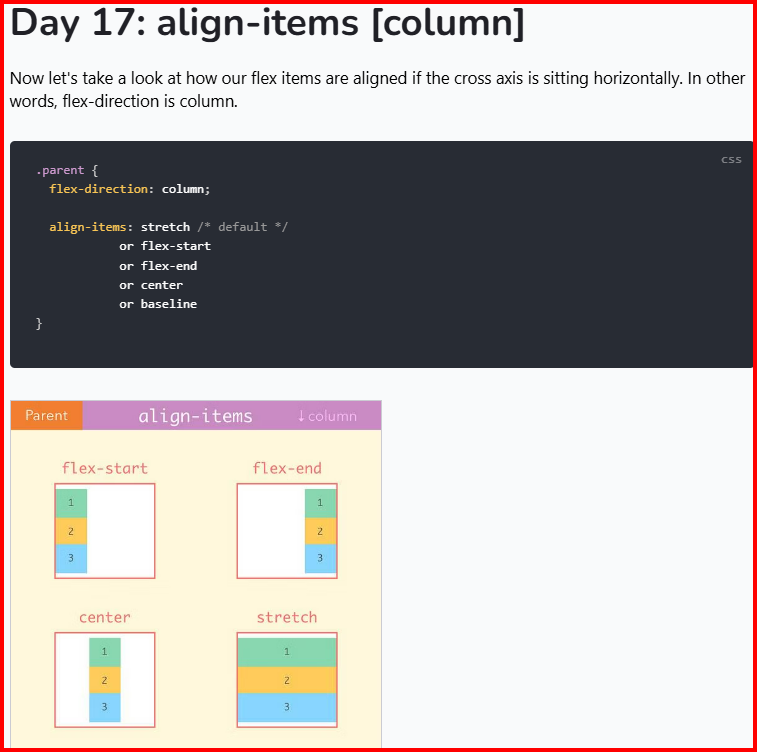 Day 17: align-items [column]
Now let's take a look at how our flex items are aligned if the cross axis is sitting horizontally. In other
words, flex-direction is column.
css
.parent {
flex-direction: column;
align-items: stretch /* default */
or flex-start
or flex-end
or center
or baseline
}
Parent align-items ↓column
flex-start flex-end
1 1
2 2
3 3
center stretch
1 1
2 2
3 3